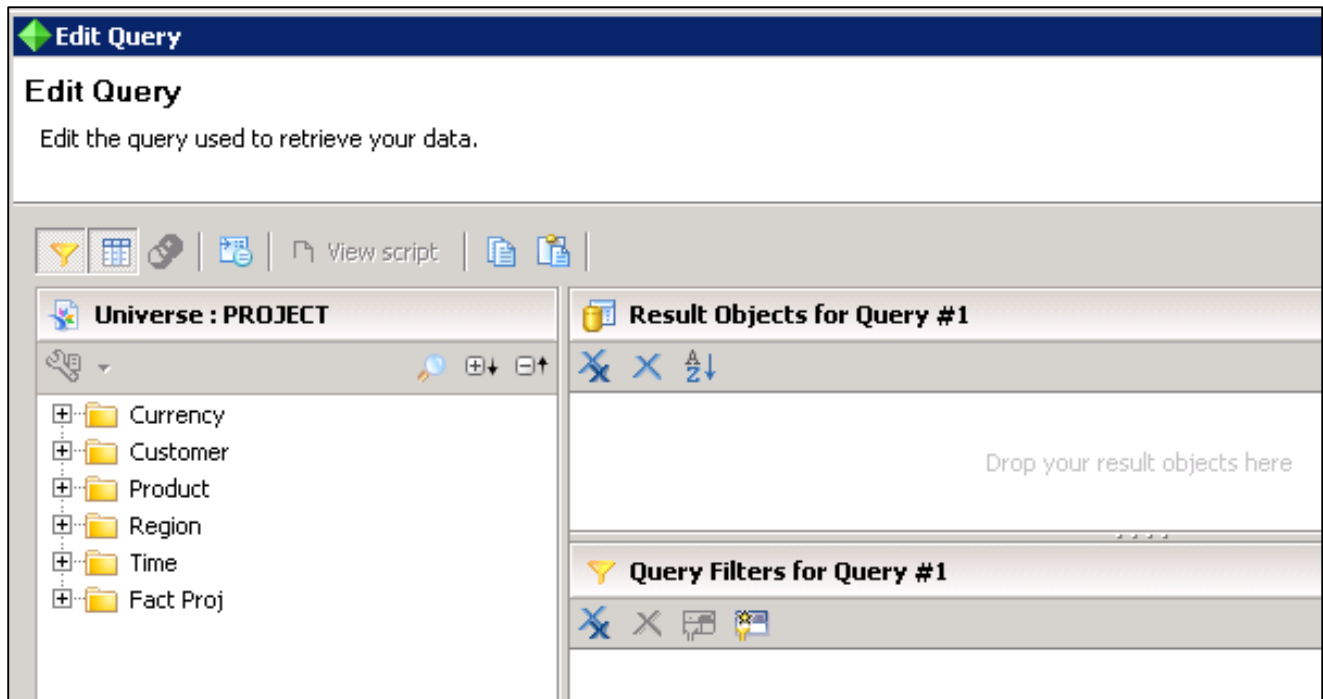 Edit Query
Edit Query
Edit the query used to retrieve your data.
View script
Universe : PROJECT
Currency
Customer
Product
Region
Time
Fact Proj
Result Objects for Query #1
A
Z
Drop your result objects here
Query Filters for Query #1